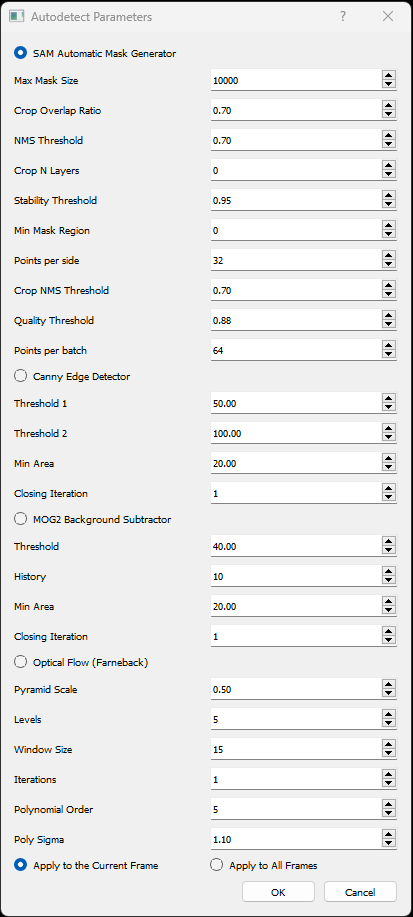 Autodetect Parameters ?
SAM Automatic Mask Generator
Max Mask Size 10000
Crop Overlap Ratio 0.70
NMS Threshold 0.70
Crop N Layers 0
Stability Threshold 0.95
Min Mask Region 0
Points per side 32
Crop NMS Threshold 0.70
Quality Threshold 0.88
Points per batch 64
Canny Edge Detector
Threshold 1 50.00
Threshold 2 100.00
Min Area 20.00
Closing Iteration 1
MOG2 Background Subtractor
Threshold 40.00
History 10
Min Area 20.00
Closing Iteration 1
Optical Flow (Farneback)
Pyramid Scale 0.50
Levels 5
Window Size 15
Iterations 1
Polynomial Order 5
Poly Sigma 1.10
Apply to the Current Frame Apply to All Frames
OK Cancel